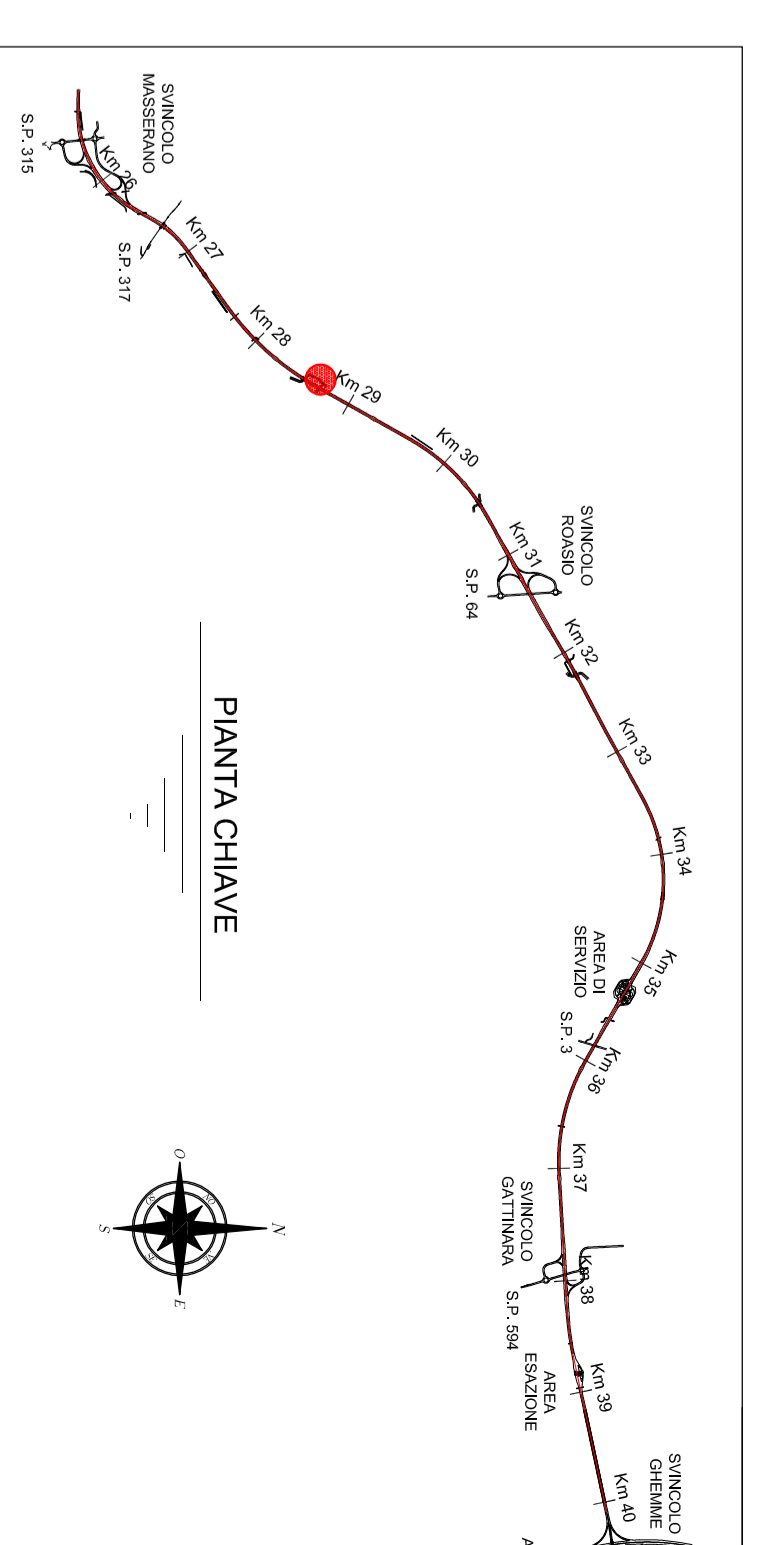 SVINCOLO
MASSERANO
S.P. 315
Km 26
S.P. 317
Km 27
Km 28
Km 29
Km 30
SVINCOLO
ROASIO
Km 31
S.P. 64
Km 32
Km 33
Km 34
AREA DI
SERVIZIO
Km 35
S.P. 3
Km 36
Km 37
SVINCOLO
GATTINARA
Km 38
S.P. 594
AREA
ESAZIONE
Km 39
Km 40
SVINCOLO
GHEMME
A
PIANTA CHIAVE
N
NO
O
SO
S
E